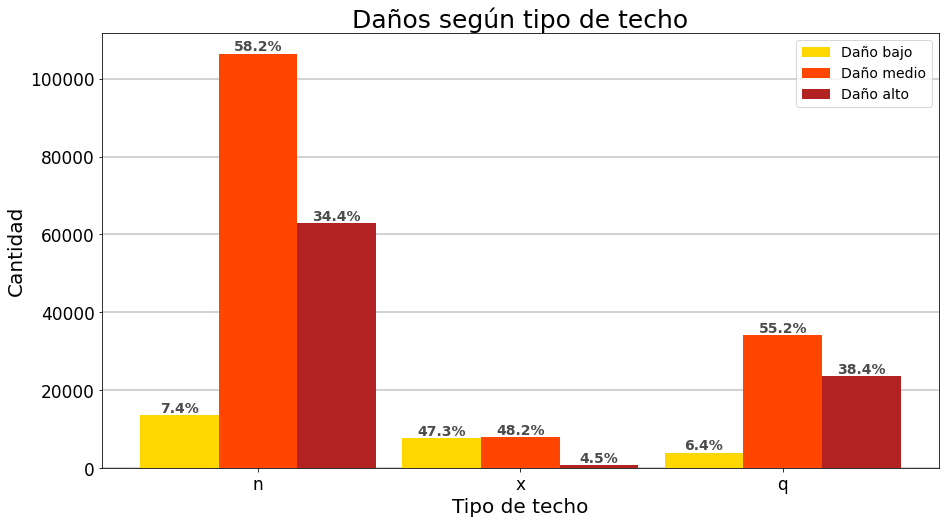 Daños según tipo de techo
Daño bajo
Daño medio
Daño alto
Cantidad
100000
80000
60000
40000
20000
0
58.2%
34.4%
7.4%
47.3%
48.2%
4.5%
6.4%
55.2%
38.4%
n
x
q
Tipo de techo